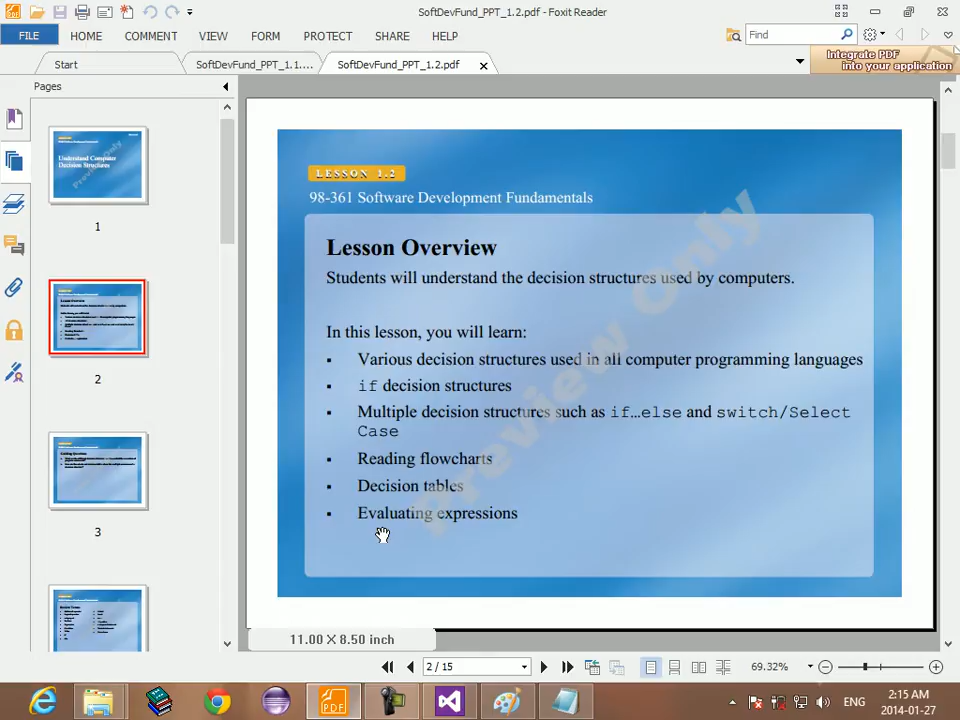 SoftDevFund_PPT_1.2.pdf - Foxit Reader
FILE HOME COMMENT VIEW FORM PROTECT SHARE HELP
Find
Start SoftDevFund_PPT_1.1.... SoftDevFund_PPT_1.2.pdf
Integrate PDF
into your application
Pages
Understand Computer
Decision Structures
1
2
3
LESSON 1.2
98-361 Software Development Fundamentals
Lesson Overview
Students will understand the decision structures used by computers.
In this lesson, you will learn:
▪ Various decision structures used in all computer programming languages
▪ if decision structures
▪ Multiple decision structures such as if…else and switch/Select
Case
▪ Reading flowcharts
▪ Decision tables
▪ Evaluating expressions
Preview Only
11.00 X 8.50 inch
2 / 15
69.32%
PDF
ENG
2:15 AM
2014-01-27